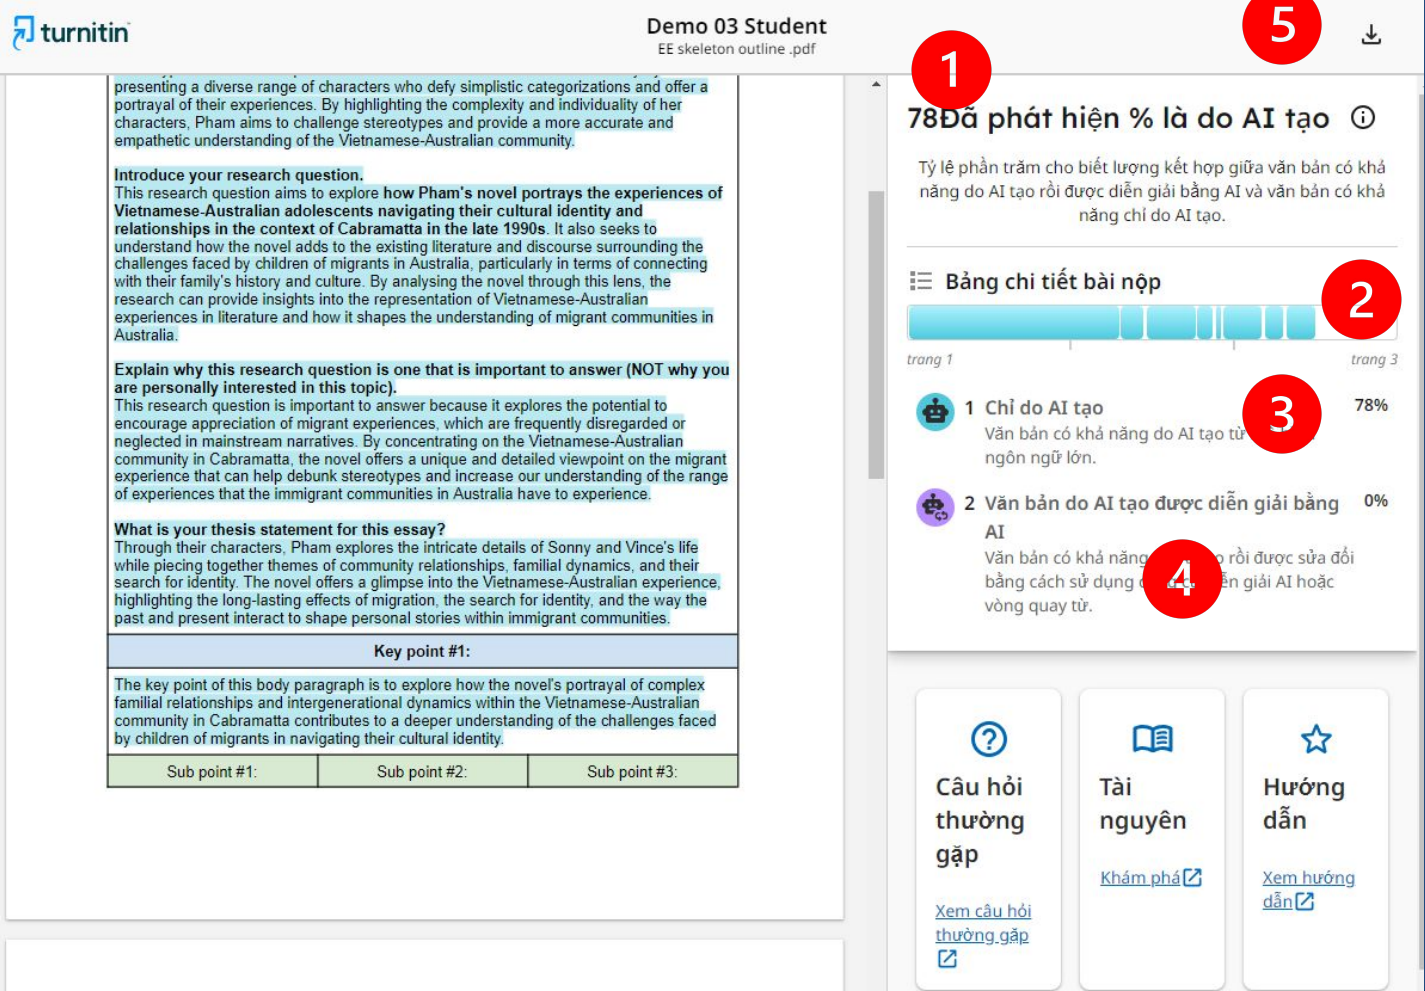 turnitin
Demo 03 Student
EE skeleton outline .pdf
5
1
presenting a diverse range of characters who defy simplistic categorizations and offer a
portrayal of their experiences. By highlighting the complexity and individuality of her
characters, Pham aims to challenge stereotypes and provide a more accurate and
empathetic understanding of the Vietnamese-Australian community.
Introduce your research question.
This research question aims to explore how Pham's novel portrays the experiences of
Vietnamese-Australian adolescents navigating their cultural identity and
relationships in the context of Cabramatta in the late 1990s. It also seeks to
understand how the novel adds to the existing literature and discourse surrounding the
challenges faced by children of migrants in Australia, particularly in terms of connecting
with their family's history and culture. By analysing the novel through this lens, the
research can provide insights into the representation of Vietnamese-Australian
experiences in literature and how it shapes the understanding of migrant communities in
Australia.
Explain why this research question is one that is important to answer (NOT why you
are personally interested in this topic).
This research question is important to answer because it explores the potential to
encourage appreciation of migrant experiences, which are frequently disregarded or
neglected in mainstream narratives. By concentrating on the Vietnamese-Australian
community in Cabramatta, the novel offers a unique and detailed viewpoint on the migrant
experience that can help debunk stereotypes and increase our understanding of the range
of experiences that the immigrant communities in Australia have to experience.
What is your thesis statement for this essay?
Through their characters, Pham explores the intricate details of Sonny and Vince's life
while piecing together themes of community relationships, familial dynamics, and their
search for identity. The novel offers a glimpse into the Vietnamese-Australian experience,
highlighting the long-lasting effects of migration, the search for identity, and the way the
past and present interact to shape personal stories within immigrant communities.
Key point #1:
The key point of this body paragraph is to explore how the novel's portrayal of complex
familial relationships and intergenerational dynamics within the Vietnamese-Australian
community in Cabramatta contributes to a deeper understanding of the challenges faced
by children of migrants in navigating their cultural identity.
Sub point #1: Sub point #2: Sub point #3:
78Đã phát hiện % là do AI tạo
Tỷ lệ phần trăm cho biết lượng kết hợp giữa văn bản có khả
năng do AI tạo rồi được diễn giải bằng AI và văn bản có khả
năng chỉ do AI tạo.
Bảng chi tiết bài nộp
2
trang 1 trang 3
1 Chỉ do AI tạo 78%
3
Văn bản có khả năng do AI tạo từ
ngôn ngữ lớn.
2 Văn bản do AI tạo được diễn giải bằng 0%
AI
Văn bản có khả năng rồi được sửa đổi
bằng cách sử dụng giải AI hoặc
4
vòng quay từ.
Câu hỏi
thường
gặp
Xem câu hỏi
thường gặp
Tài
nguyên
Khám phá
Hướng
dẫn
Xem hướng
dẫn